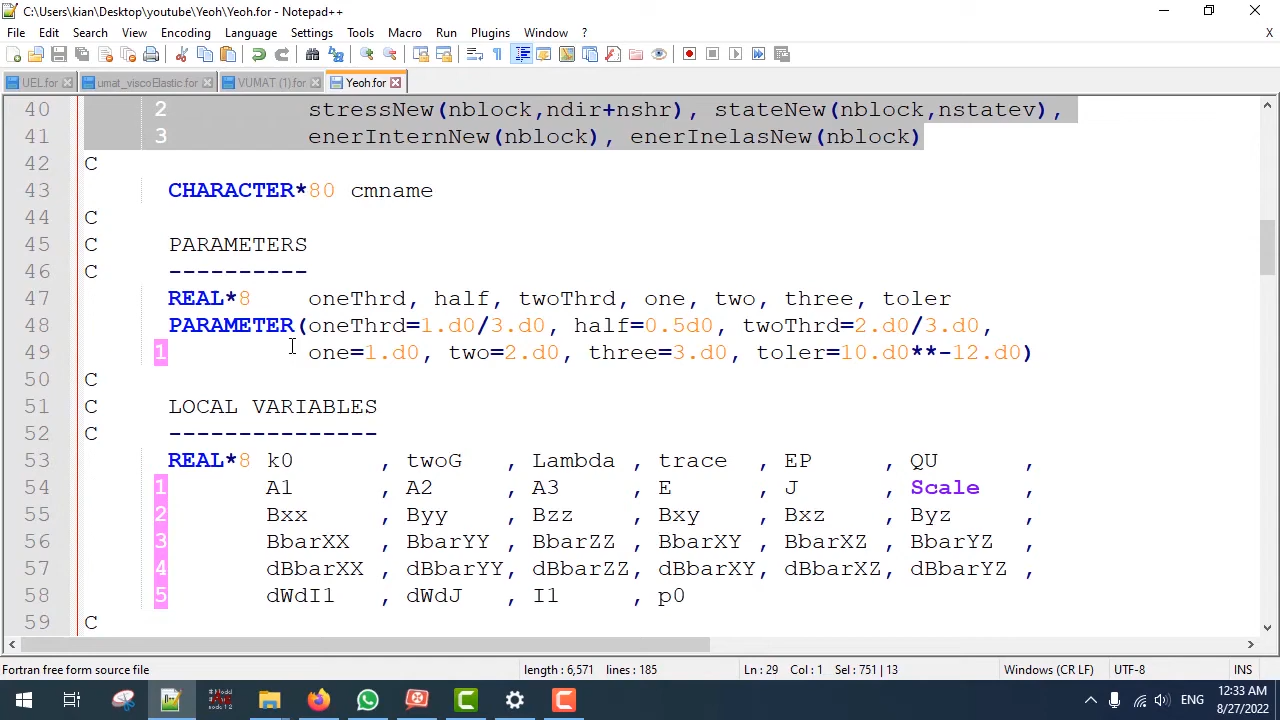 C:\Users\kian\Desktop\youtube\Yeoh\Yeoh.for - Notepad++
File Edit Search View Encoding Language Settings Tools Macro Run Plugins Window ? X
UEL.for umat_viscoElastic.for VUMAT (1).for Yeoh.for
40 2 stressNew(nblock,ndir+nshr), stateNew(nblock,nstatev),
41 3 enerInternNew(nblock), enerInelasNew(nblock)
42 C
43 CHARACTER*80 cmname
44 C
45 C PARAMETERS
46 C ----------
47 REAL*8 oneThrd, half, twoThrd, one, two, three, toler
48 PARAMETER(oneThrd=1.d0/3.d0, half=0.5d0, twoThrd=2.d0/3.d0,
49 1 one=1.d0, two=2.d0, three=3.d0, toler=10.d0**-12.d0)
50 C
51 C LOCAL VARIABLES
52 C ---------------
53 REAL*8 k0 , twoG , Lambda , trace , EP , QU ,
54 1 A1 , A2 , A3 , E , J , Scale ,
55 2 Bxx , Byy , Bzz , Bxy , Bxz , Byz ,
56 3 BbarXX , BbarYY , BbarZZ , BbarXY , BbarXZ , BbarYZ ,
57 4 dBbarXX , dBbarYY, dBbarZZ, dBbarXY, dBbarXZ, dBbarYZ ,
58 5 dWdI1 , dWdJ , I1 , p0
59 C
Fortran free form source file length : 6,571 lines : 185 Ln : 29 Col : 1 Sel : 751 | 13 Windows (CR LF) UTF-8 INS
ENG 12:33 AM
8/27/2022